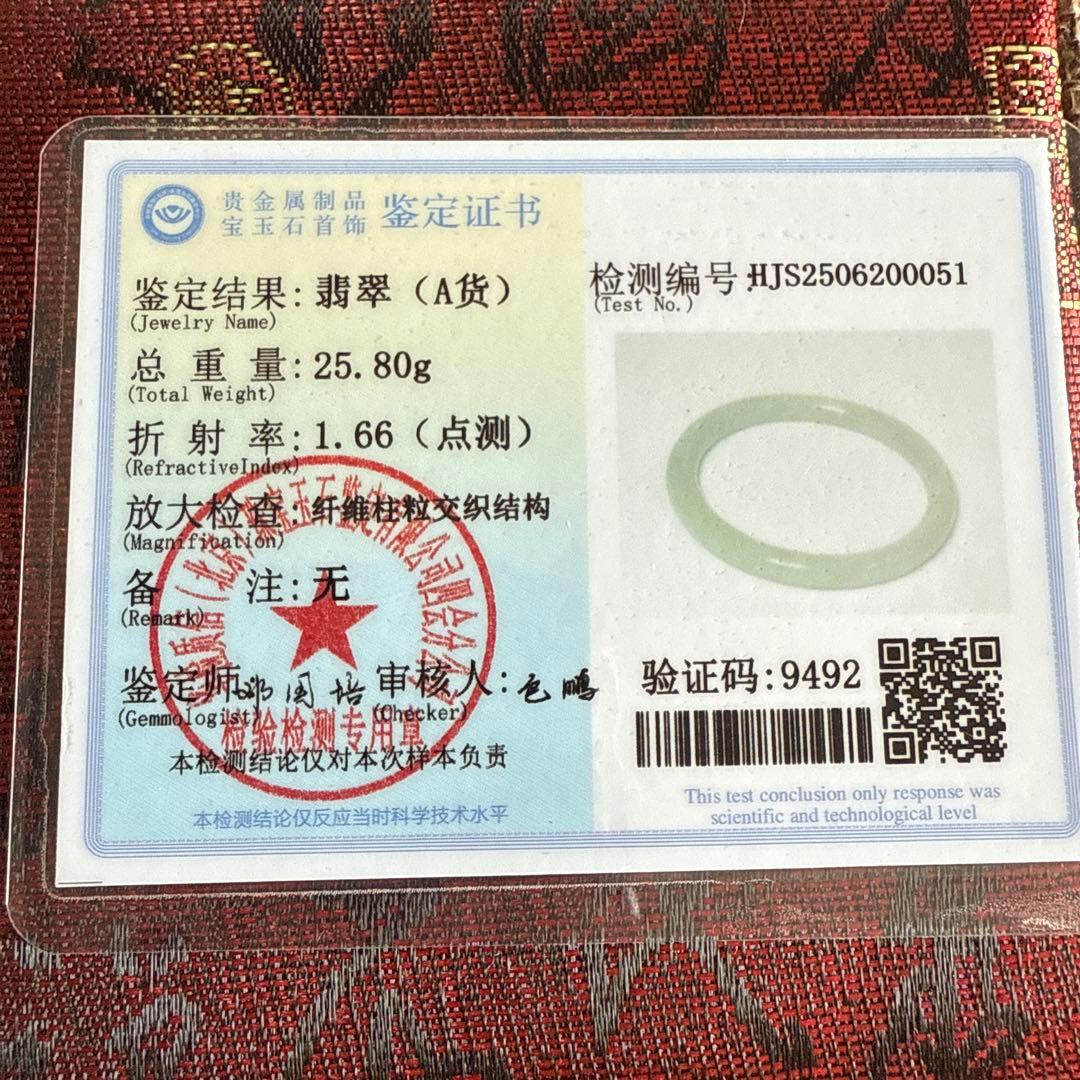 贵金属制品
宝玉石首饰
鉴定证书
鉴定结果:翡翠（A货）
(Jewelry Name)
总重量:25.80g
(Total Weight)
折射率:1.66（点测）
(RefractiveIndex)
放大检查:纤维柱粒交织结构
(Magnification)
备注:无
(Remark)
鉴定师: 邓国培 审核人:包鹏
(Gemmologist) (Checker)
检验检测专用章
本检测结论仅对本次样本负责
本检测结论仅反应当时科学技术水平
检测编号:HJS2506200051
(Test No.)
验证码:9492
This test conclusion only response was
scientific and technological level